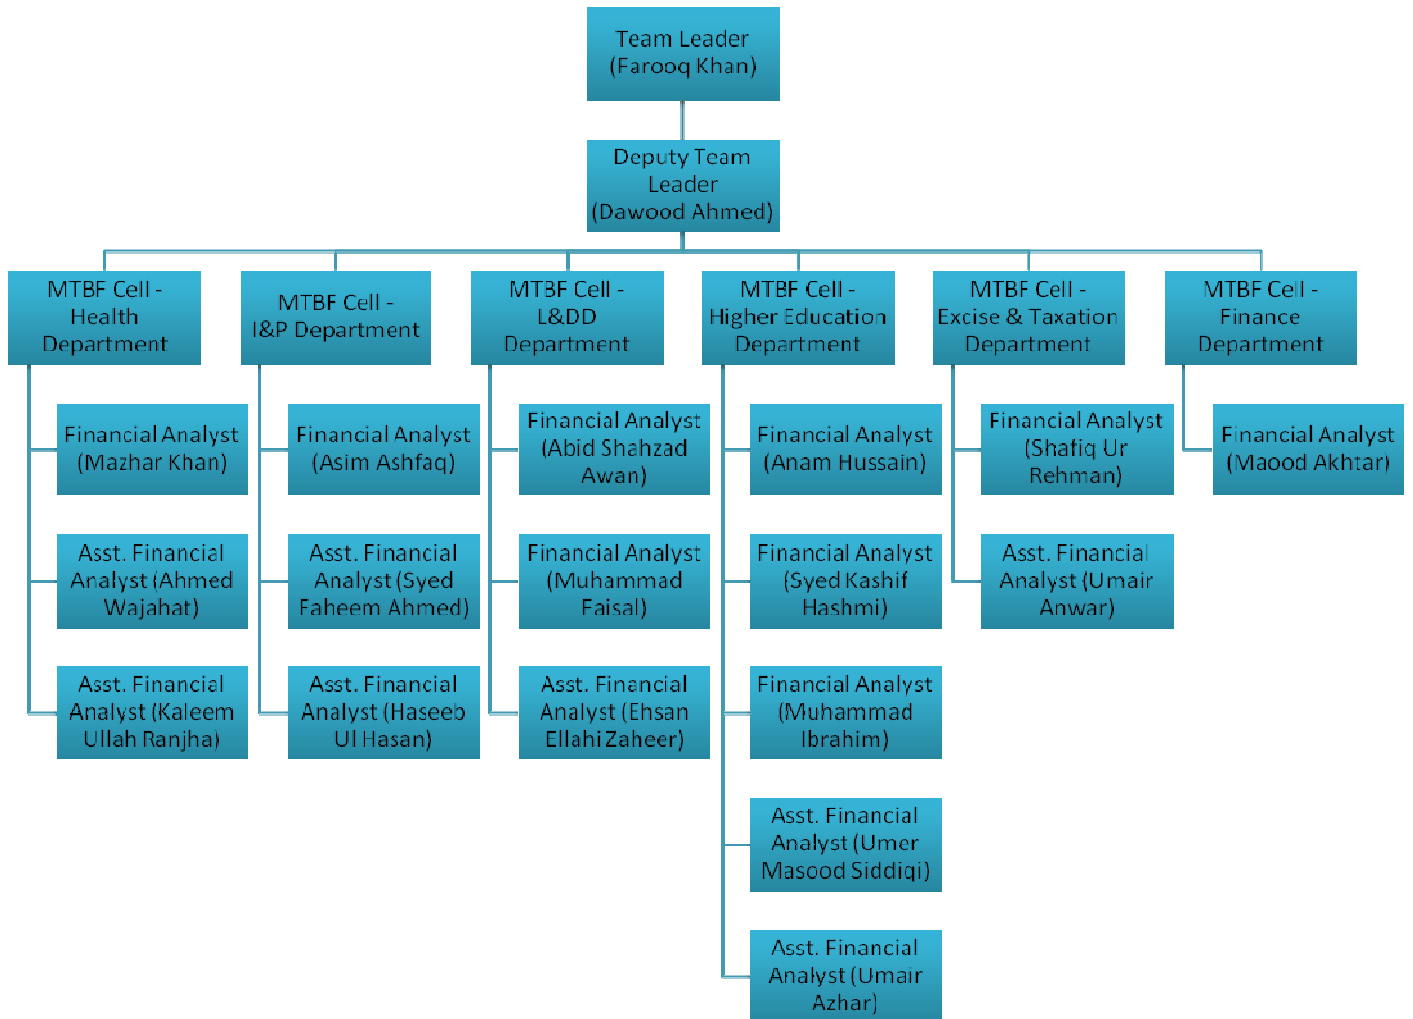 Team Leader
(Farooq Khan)
Deputy Team
Leader
(Dawood Ahmed)
MTBF Cell -
Health
Department
MTBF Cell -
I&P Department
MTBF Cell -
L&DD
Department
MTBF Cell -
Higher Education
Department
MTBF Cell -
Excise & Taxation
Department
MTBF Cell -
Finance
Department
Financial Analyst
(Mazhar Khan)
Financial Analyst
(Asim Ashfaq)
Financial Analyst
(Abid Shahzad
Awan)
Financial Analyst
(Anam Hussain)
Financial Analyst
(Shafiq Ur
Rehman)
Financial Analyst
(Maood Akhtar)
Asst. Financial
Analyst (Ahmed
Wajahat)
Asst. Financial
Analyst (Syed
Faheem Ahmed)
Financial Analyst
(Muhammad
Faisal)
Financial Analyst
(Syed Kashif
Hashmi)
Asst. Financial
Analyst (Umair
Anwar)
Asst. Financial
Analyst (Kaleem
Ullah Ranjha)
Asst. Financial
Analyst (Haseeb
Ul Hasan)
Asst. Financial
Analyst (Ehsan
Ellahi Zaheer)
Financial Analyst
(Muhammad
Ibrahim)
Asst. Financial
Analyst (Umer
Masood Siddiqi)
Asst. Financial
Analyst (Umair
Azhar)